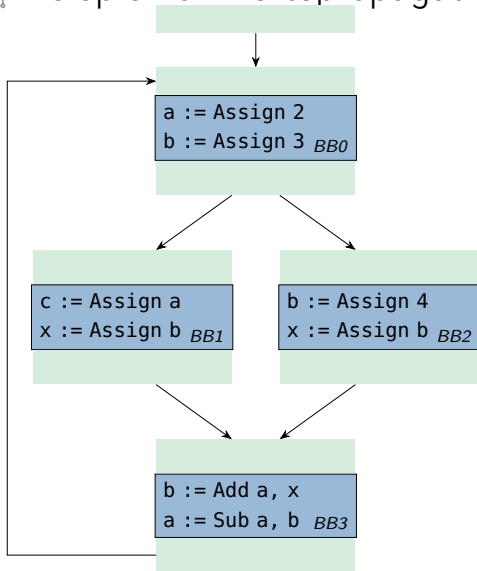 a := Assign 2
b := Assign 3 BB0
c := Assign a
x := Assign b BB1
b := Assign 4
x := Assign b BB2
b := Add a, x
a := Sub a, b BB3